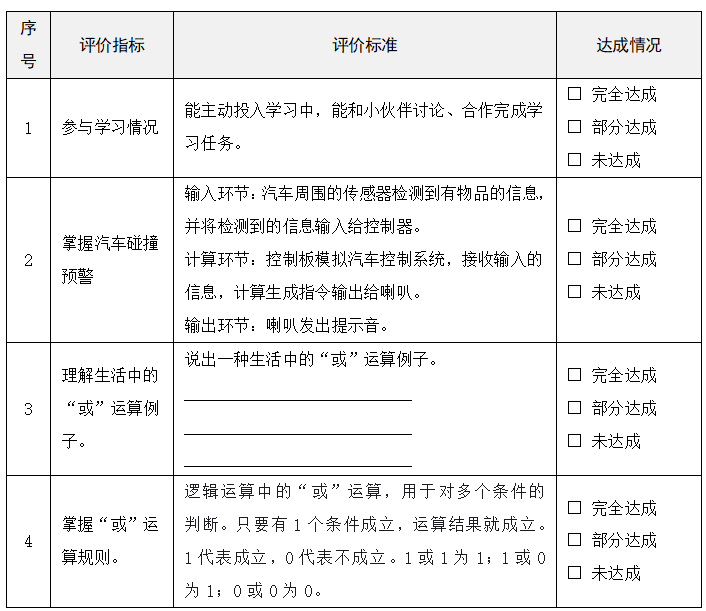 序号 评价指标 评价标准 达成情况
1 参与学习情况 能主动投入学习中，能和小伙伴讨论、合作完成学
习任务。
□ 完全达成
□ 部分达成
□ 未达成
2 掌握汽车碰撞
预警
输入环节：汽车周围的传感器检测到有物品的信息，
并将检测到的信息输入给控制器。
计算环节：控制板模拟汽车控制系统，接收输入的
信息，计算生成指令输出给喇叭。
输出环节：喇叭发出提示音。
□ 完全达成
□ 部分达成
□ 未达成
3 理解生活中的
“或”运算例
子。
说出一种生活中的“或”运算例子。
□ 完全达成
□ 部分达成
□ 未达成
4 掌握“或”运
算规则。
逻辑运算中的“或”运算，用于对多个条件的
判断。只要有 1 个条件成立，运算结果就成立。
1 代表成立，0 代表不成立。1 或 1 为 1；1 或 0
为 1；0 或 0 为 0。
□ 完全达成
□ 部分达成
□ 未达成